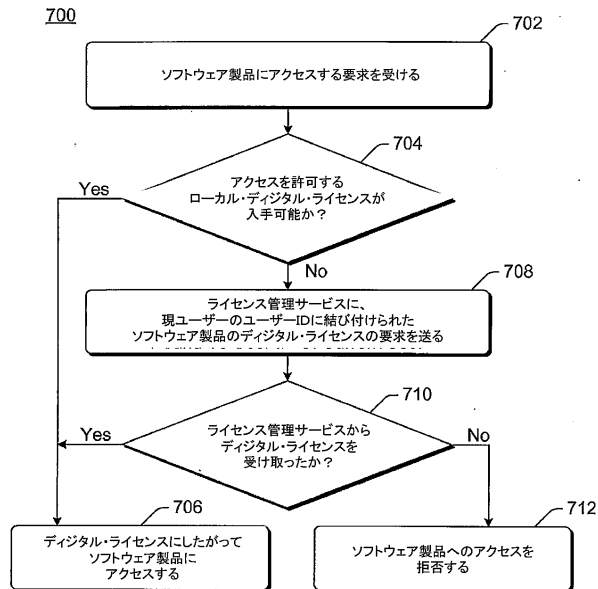 700
702
ソフトウェア製品にアクセスする要求を受ける
704
アクセスを許可する
ローカル・ディジタル・ライセンスが
入手可能か?
Yes
No
708
ライセンス管理サービスに、
現ユーザーのユーザーIDに結び付けられた
ソフトウェア製品のディジタル・ライセンスの要求を送る
710
ライセンス管理サービスから
ディジタル・ライセンスを
受け取ったか?
Yes
No
706
ディジタル・ライセンスにしたがって
ソフトウェア製品に
アクセスする
712
ソフトウェア製品へのアクセスを
拒否する